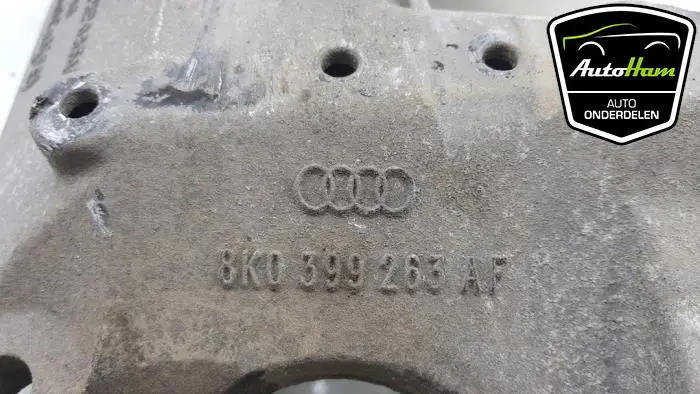 AutoHam
AUTO
ONDERDELEN
8K0 399 263 AF